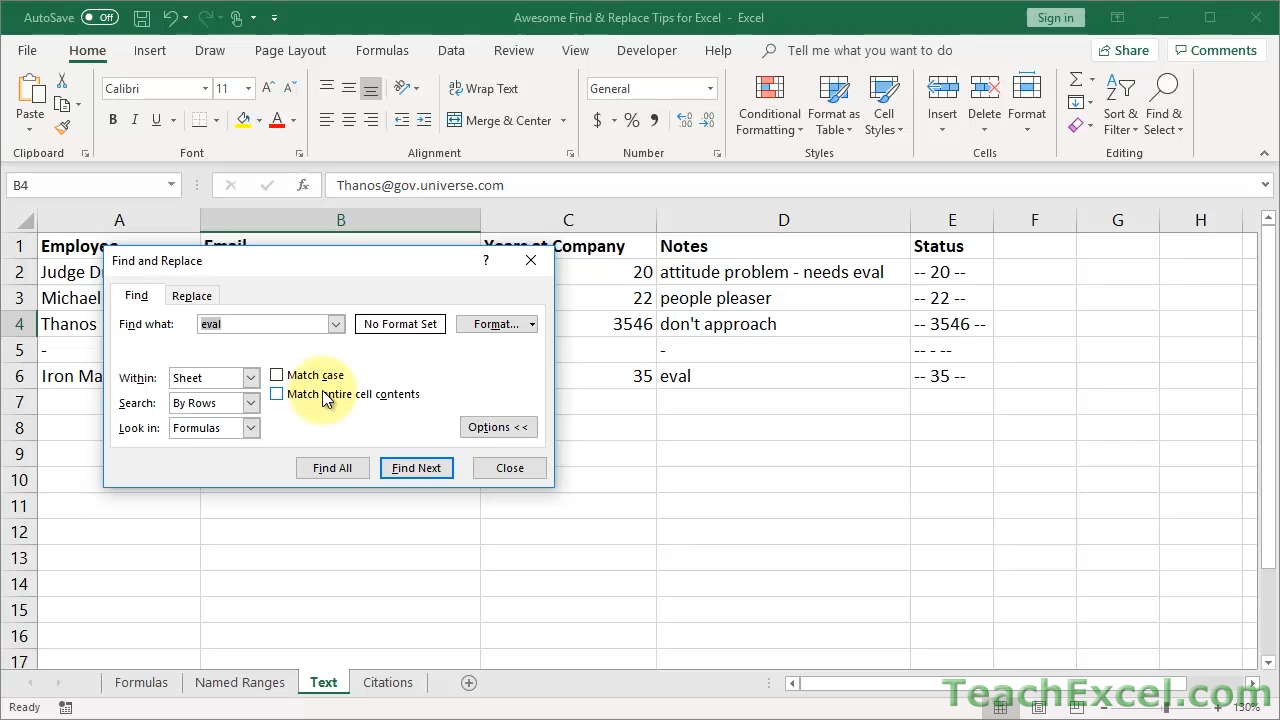 AutoSave Off Awesome Find & Replace Tips for Excel - Excel Sign in
File Home Insert Draw Page Layout Formulas Data Review View Developer Help Tell me what you want to do Share Comments
Paste
Calibri 11
B I U A
Wrap Text
Merge & Center
General
$ % ,
Conditional Formatting
Format as Table
Cell Styles
Insert Delete Format
Sort & Filter
Find & Select
Clipboard Font Alignment Number Styles Cells Editing
B4 fx Thanos@gov.universe.com
A B C D E F G H
1 Employee Email Years at Company Notes Status
2 Judge D 20 attitude problem - needs eval -- 20 --
3 Michael 22 people pleaser -- 22 --
4 Thanos 3546 don't approach -- 3546 --
5 - - -- - --
6 Iron Ma 35 eval -- 35 --
7
8
9
10
11
12
13
14
15
16
17
Find and Replace ?
Find Replace
Find what: eval No Format Set Format...
Within: Sheet Match case
Match entire cell contents
Search: By Rows
Look in: Formulas Options <<
Find All Find Next Close
Formulas Named Ranges Text Citations
Ready 130%
TeachExcel.com